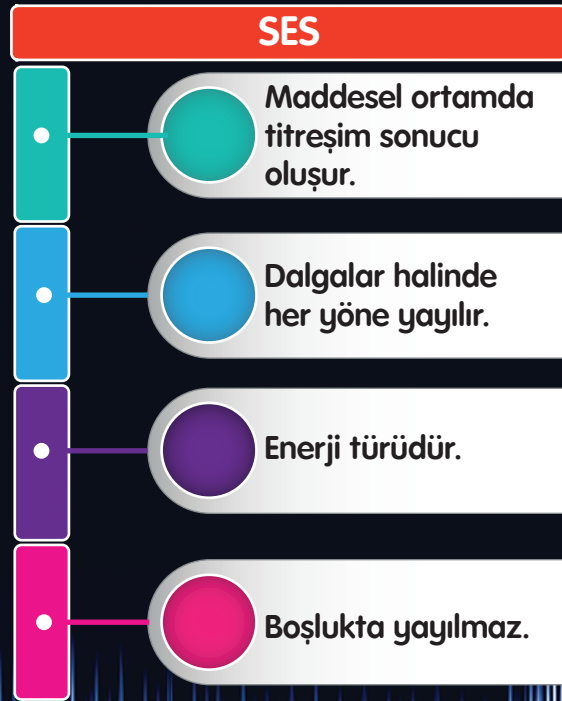 SES
Maddesel ortamda
titreşim sonucu
oluşur.
Dalgalar halinde
her yöne yayılır.
Enerji türüdür.
Boşlukta yayılmaz.